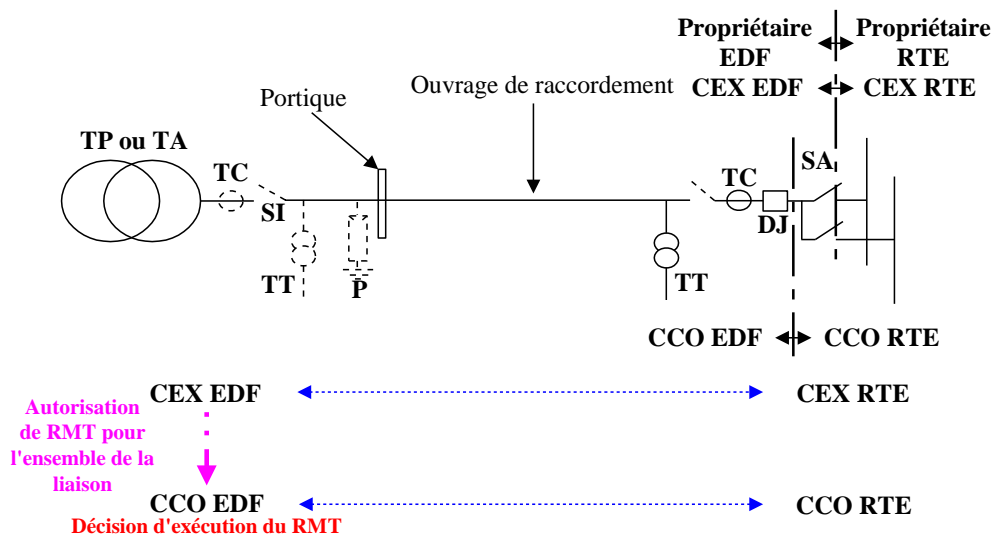 Propriétaire
EDF
CEX EDF
Propriétaire
RTE
CEX RTE
Portique
Ouvrage de raccordement
TP ou TA
TC
SI
TT
P
TC
SA
DJ
TT
CCO EDF
CCO RTE
CEX EDF
CEX RTE
Autorisation
de RMT pour
l'ensemble de la
liaison
CCO EDF
CCO RTE
Décision d'exécution du RMT